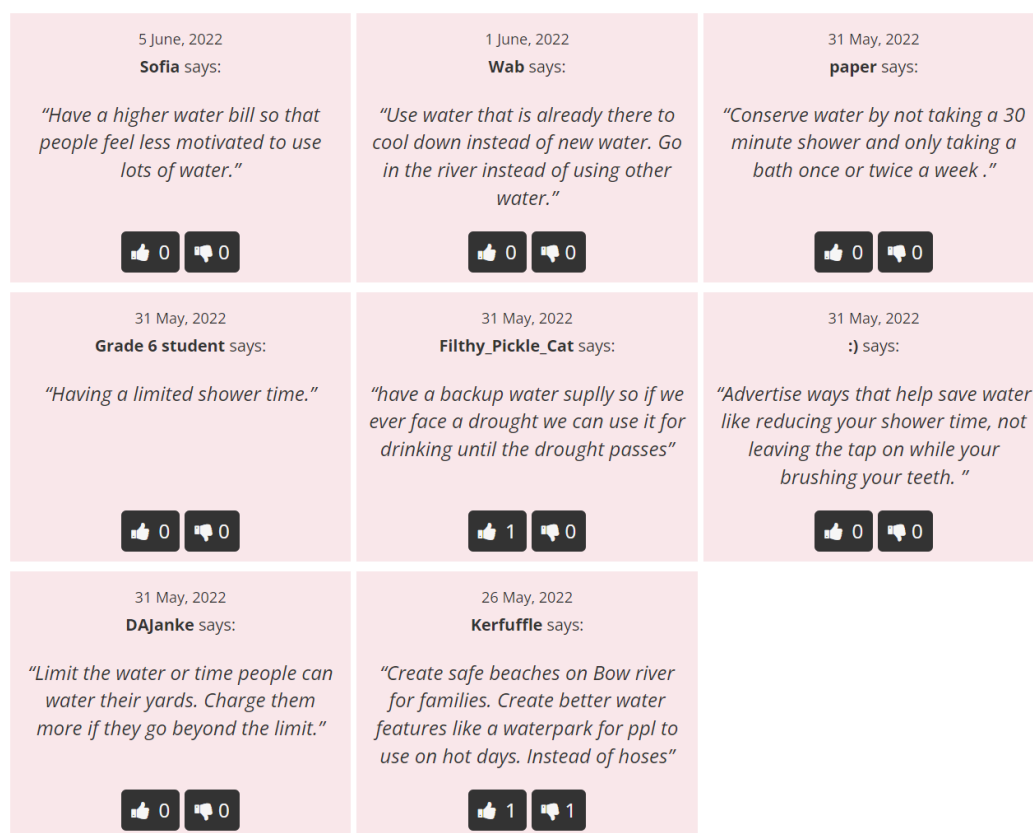 5 June, 2022
Sofia says:
“Have a higher water bill so that
people feel less motivated to use
lots of water.”
0 0
1 June, 2022
Wab says:
“Use water that is already there to
cool down instead of new water. Go
in the river instead of using other
water.”
0 0
31 May, 2022
paper says:
“Conserve water by not taking a 30
minute shower and only taking a
bath once or twice a week .”
0 0
31 May, 2022
Grade 6 student says:
“Having a limited shower time.”
0 0
31 May, 2022
Filthy_Pickle_Cat says:
“have a backup water suplly so if we
ever face a drought we can use it for
drinking until the drought passes”
1 0
31 May, 2022
:) says:
“Advertise ways that help save water
like reducing your shower time, not
leaving the tap on while your
brushing your teeth. ”
0 0
31 May, 2022
DAJanke says:
“Limit the water or time people can
water their yards. Charge them
more if they go beyond the limit.”
0 0
26 May, 2022
Kerfuffle says:
“Create safe beaches on Bow river
for families. Create better water
features like a waterpark for ppl to
use on hot days. Instead of hoses”
1 1